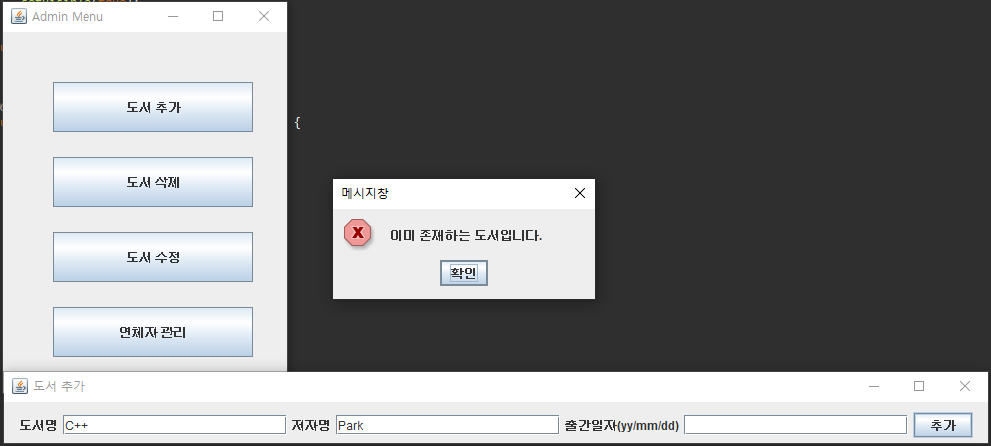 Admin Menu
도서 추가
{
도서 삭제
메시지창
이미 존재하는 도서입니다.
확인
도서 수정
연체자 관리
도서 추가
도서명 C++ 저자명 Park 출간일자(yy/mm/dd) 추가